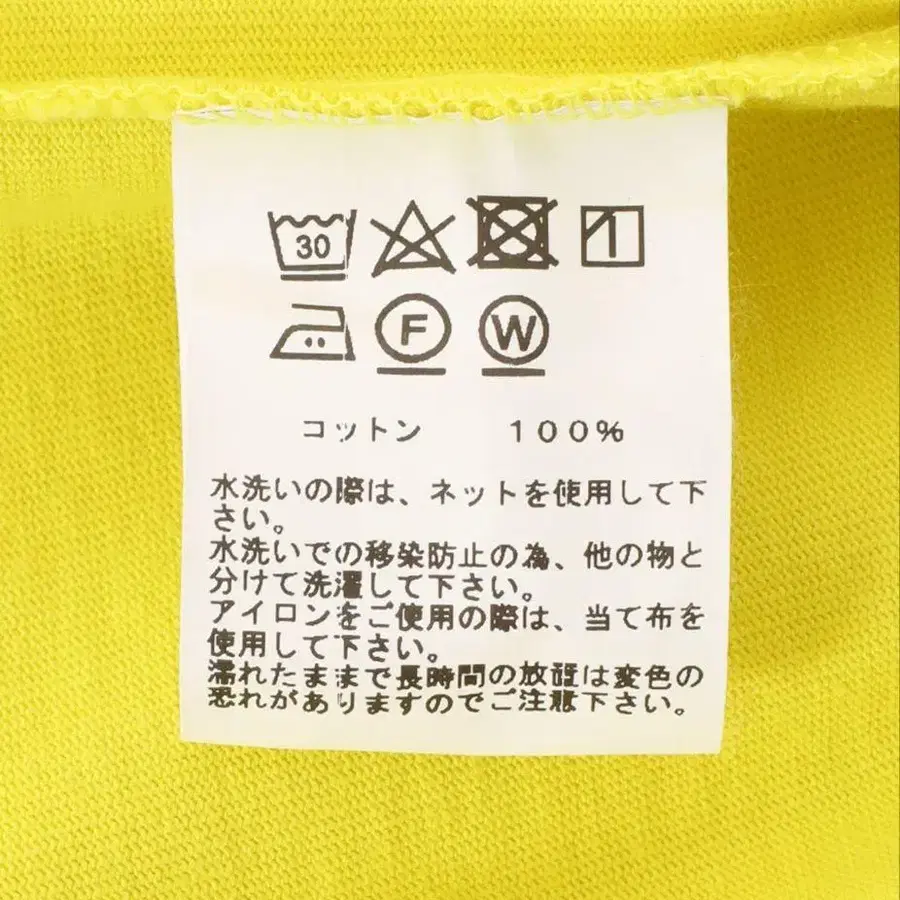 30
F W
コットン 100%
水洗いの際は、ネットを使用して下
さい。
水洗いでの移染防止の為、他の物と
分けて洗濯して下さい。
アイロンをご使用の際は、当て布を
使用して下さい。
濡れたままで長時間の放置は変色の
恐れがありますのでご注意下さい。